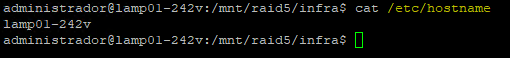 administrador@lamp01-242v:/mnt/raid5/infra$ cat /etc/hostname
lamp01-242v
administrador@lamp01-242v:/mnt/raid5/infra$